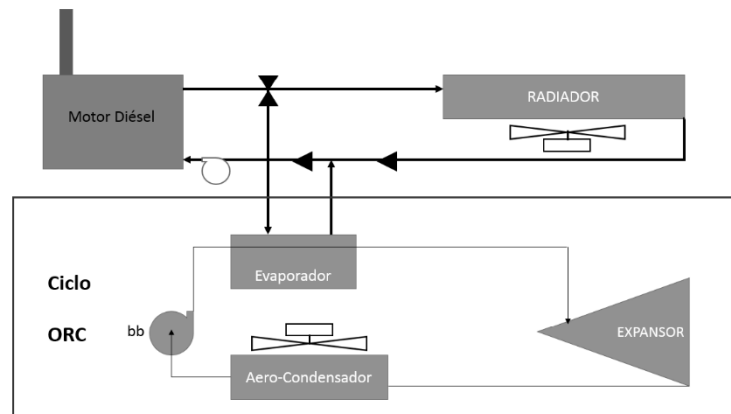 Motor Diésel
RADIADOR
Evaporador
Ciclo
ORC
bb
EXPANSOR
Aero-Condensador